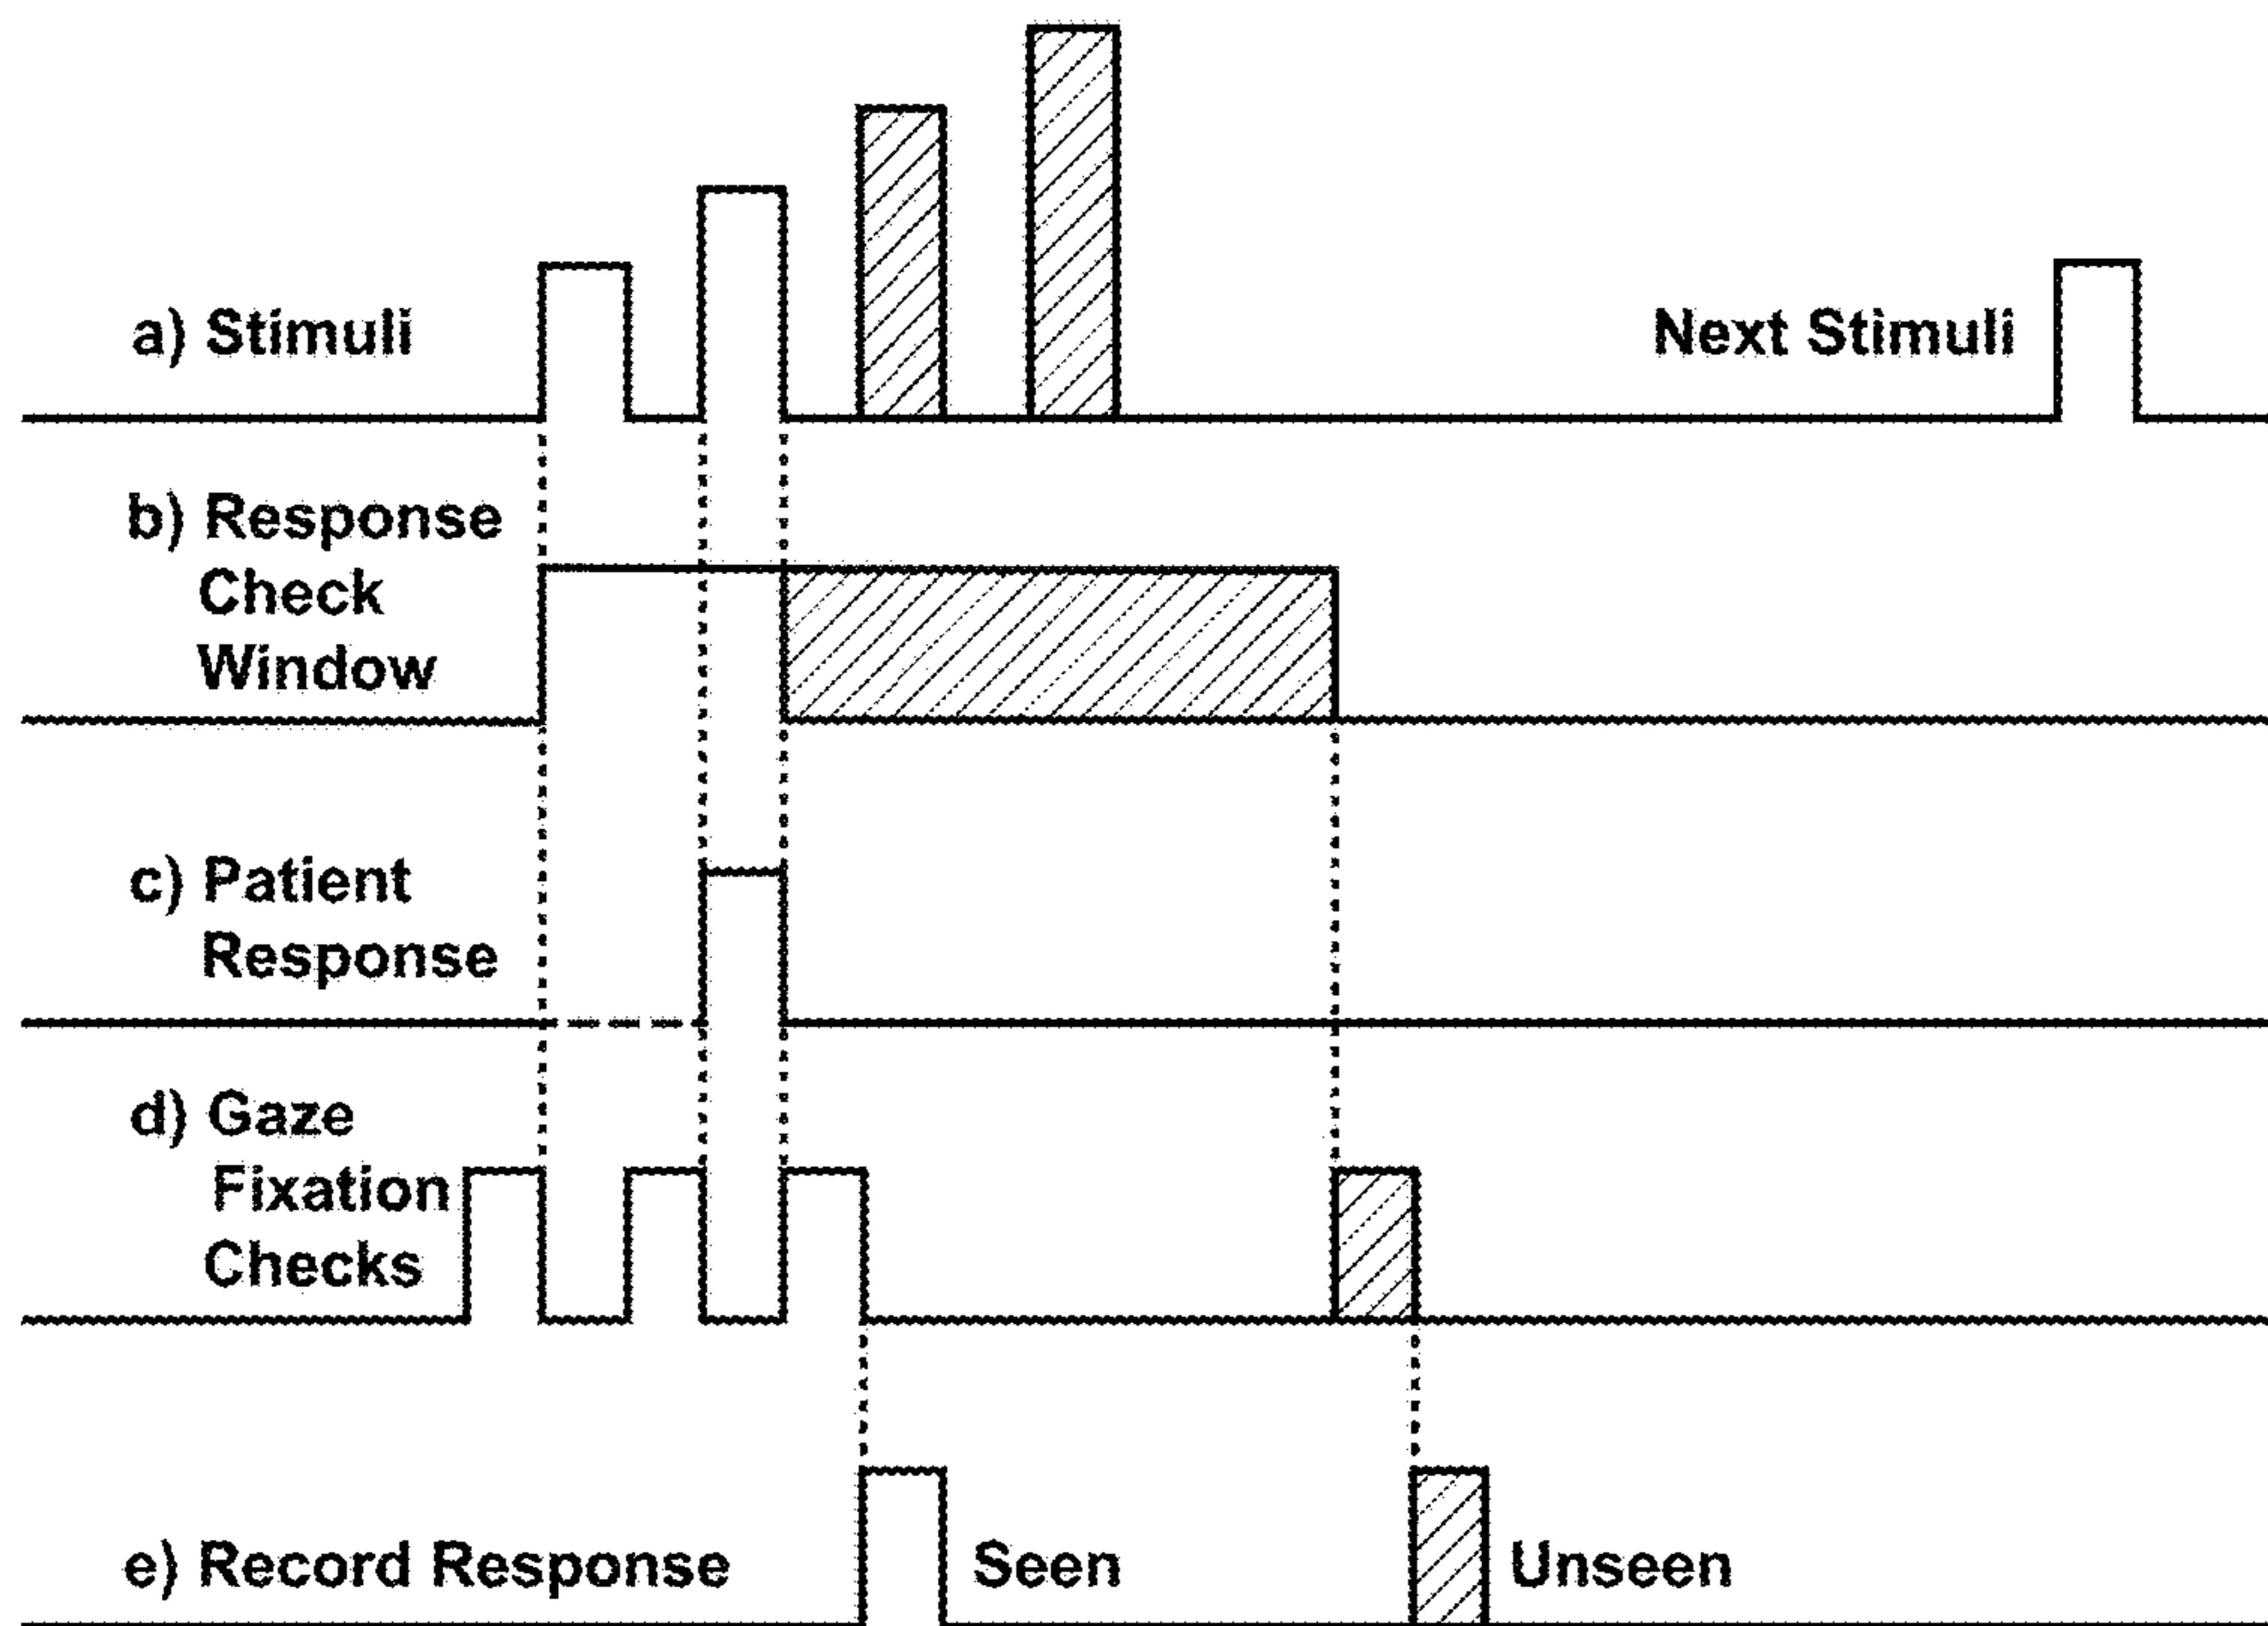 a) Stimuli
Next Stimuli
b) Response
Check
Window
c) Patient
Response
d) Gaze
Fixation
Checks
e) Record Response
Seen
Unseen